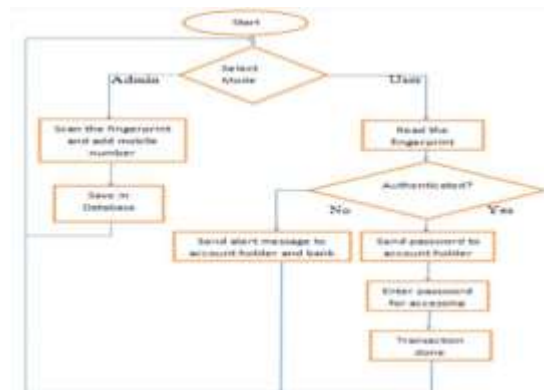 Start
Select
Mode
Admin
User
Scan the fingerprint
and add mobile
number
Save in
Database
Read the
fingerprint
Authenticated?
No
Yes
Send alert message to
account holder and bank
Send password to
account holder
Enter password
for accessing
Transaction
done